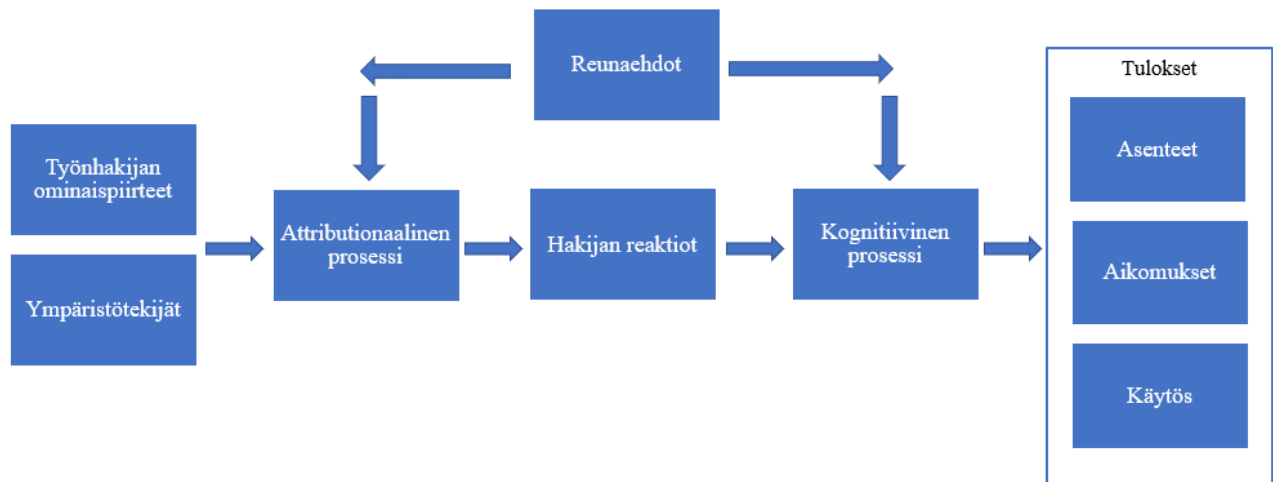 Reunaehdot
Tulokset
Työnhakijan
ominaispiirteet
Ympäristötekijät
Attributionaalinen
prosessi
Hakijan reaktiot
Kognitiivinen
prosessi
Asenteet
Aikomukset
Käytös